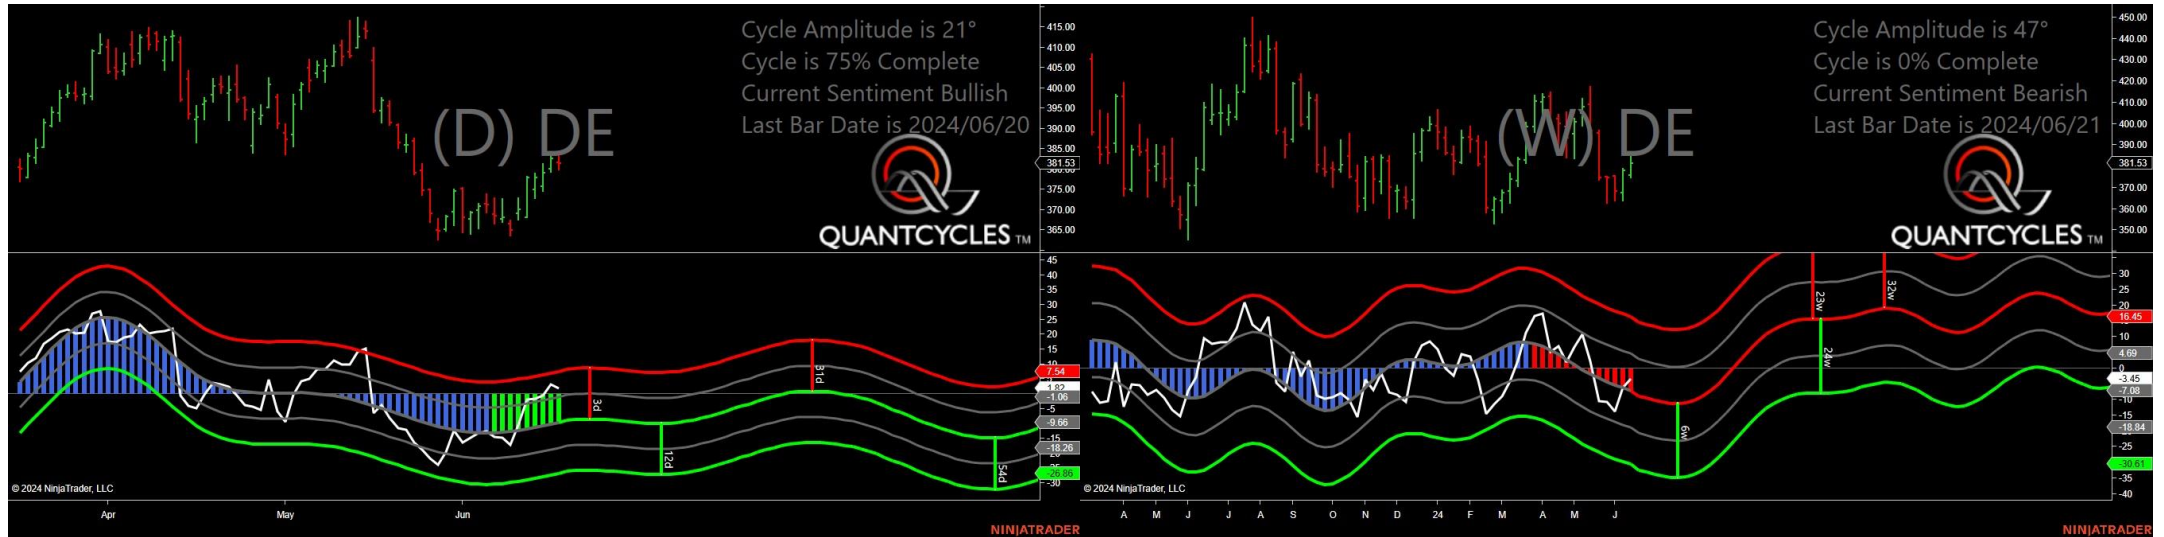 Cycle Amplitude is 21°
Cycle is 75% Complete
Current Sentiment Bullish
Last Bar Date is 2024/06/20
(D) DE
QUANTCYCLES TM
415.00
410.00
405.00
400.00
395.00
390.00
385.00
381.53
380.00
375.00
370.00
365.00
45
40
35
30
25
20
15
10
7.54
1.82
-1.06
-5
-9.66
-15
-18.26
-26.86
-30
3d
12d
31d
54d
© 2024 NinjaTrader, LLC
Apr
May
Jun
NINJATRADER
Cycle Amplitude is 47°
Cycle is 0% Complete
Current Sentiment Bearish
Last Bar Date is 2024/06/21
(W) DE
QUANTCYCLES TM
450.00
440.00
430.00
420.00
410.00
400.00
390.00
381.53
370.00
360.00
350.00
30
25
20
16.45
10
4.69
0
-3.45
-7.08
-10
-15
-18.84
-25
-30.61
-35
-40
6w
23w
24w
32w
© 2024 NinjaTrader, LLC
A M J J A S O N D 24 F M A M J
NINJATRADER